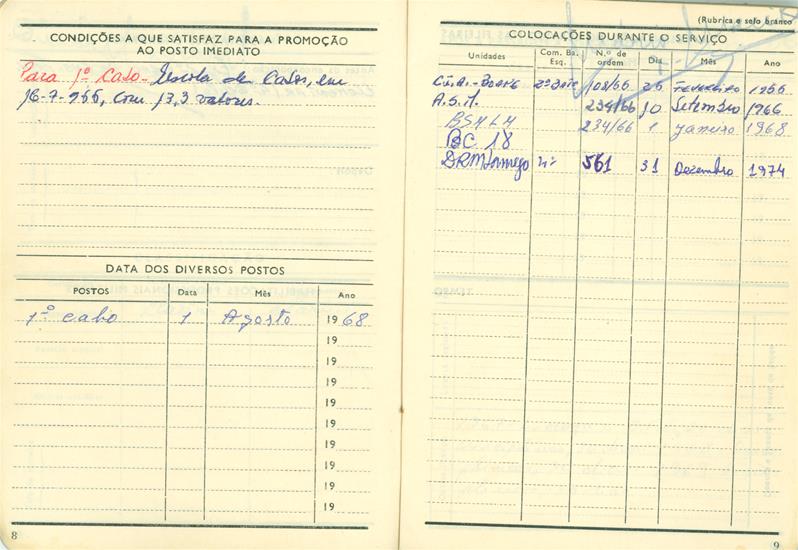 CONDIÇÕES A QUE SATISFAZ PARA A PROMOÇÃO
AO POSTO IMEDIATO
Para 1º Cabo - Escola de Cabos, em
16-7-966, com 13,3 valores.
DATA DOS DIVERSOS POSTOS
POSTOS Data Mês Ano
1º cabo 1 Agosto 1968
19
19
19
19
19
19
19
19
19
8
(Rubrica e selo branco
COLOCAÇÕES DURANTE O SERVIÇO
Unidades Com. Ba. Esq. N.º de ordem Dia Mês Ano
108/66 26 Fevereiro 1966
A.S.M. 234/66 10 Setembro 1966
234/66 1 janeiro 1968
BC 18
DRMLamego 561 31 Dezembro 1974
TEMPO
9